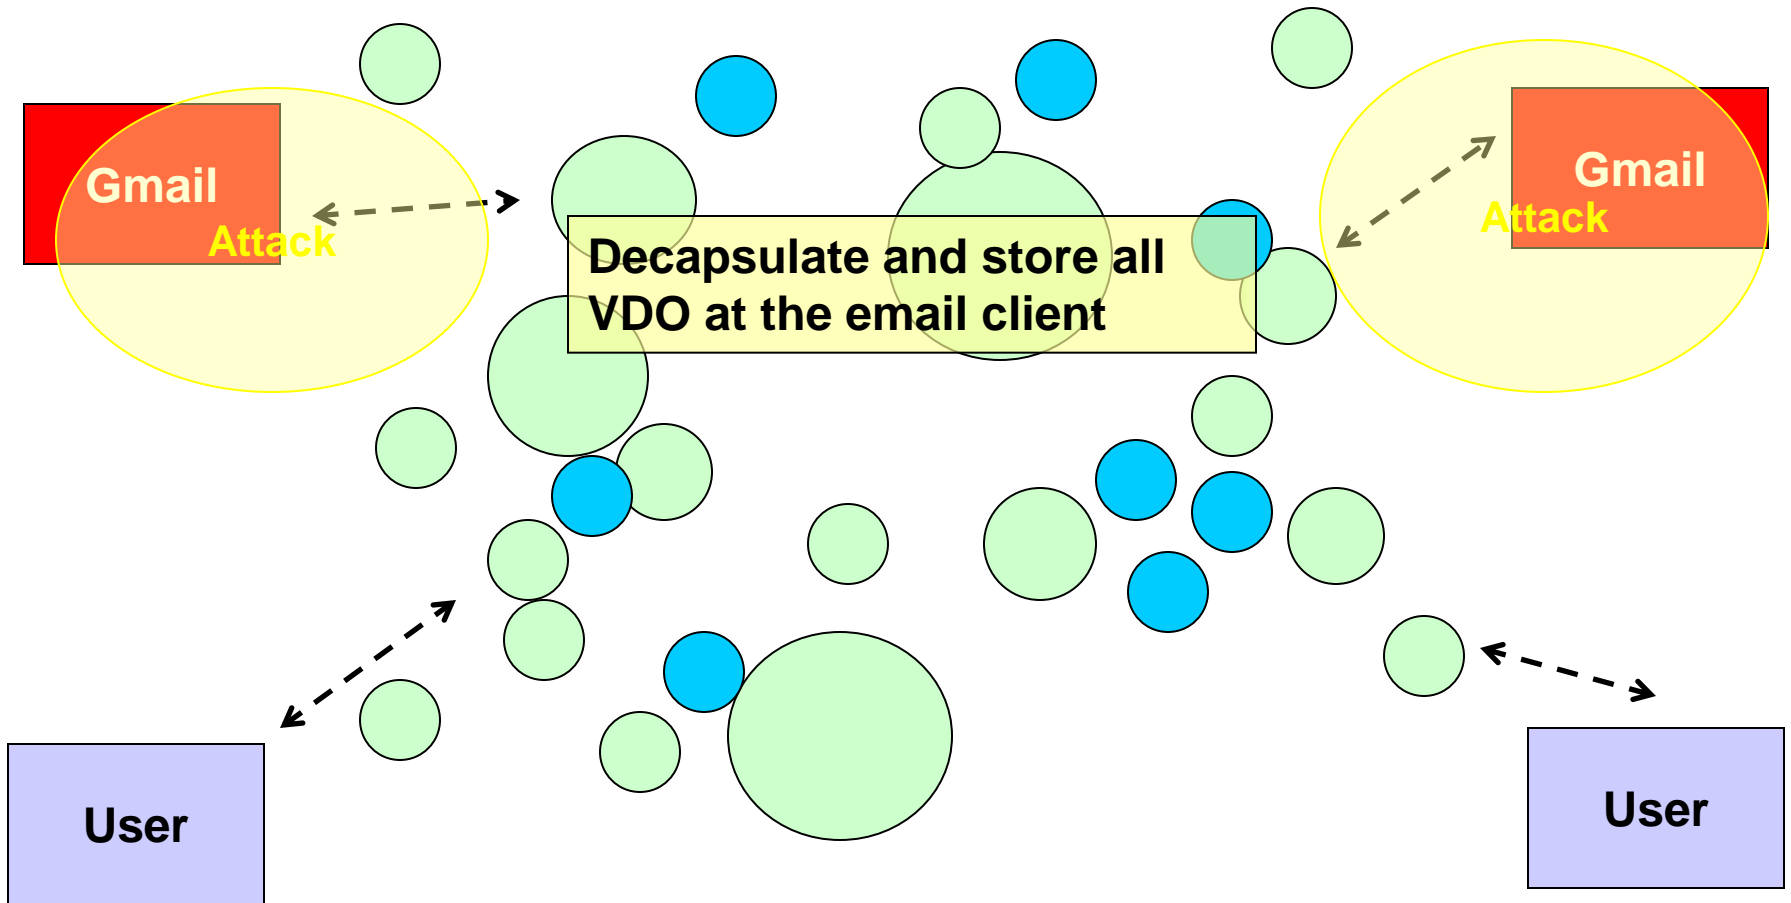 Gmail
Attack
Gmail
Attack
Decapsulate and store all
VDO at the email client
User
User